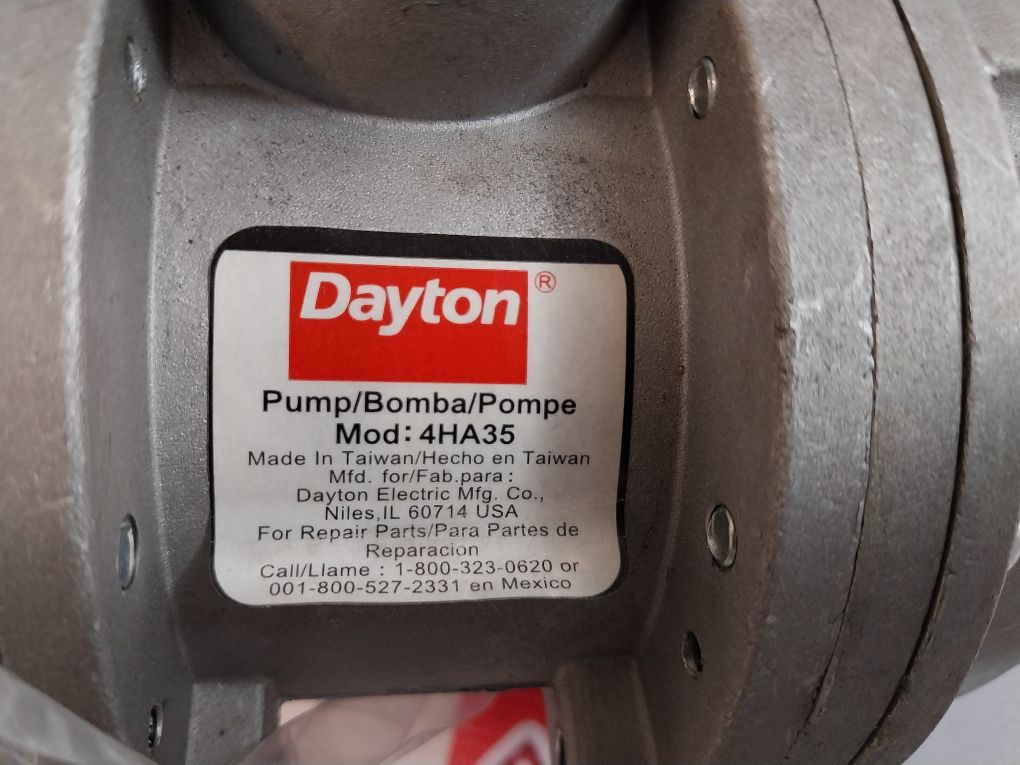 Dayton®
Pump/Bomba/Pompe
Mod: 4HA35
Made In Taiwan/Hecho en Taiwan
Mfd. for/Fab.para :
Dayton Electric Mfg. Co.,
Niles,IL 60714 USA
For Repair Parts/Para Partes de
Reparacion
Call/Llame : 1-800-323-0620 or
001-800-527-2331 en Mexico